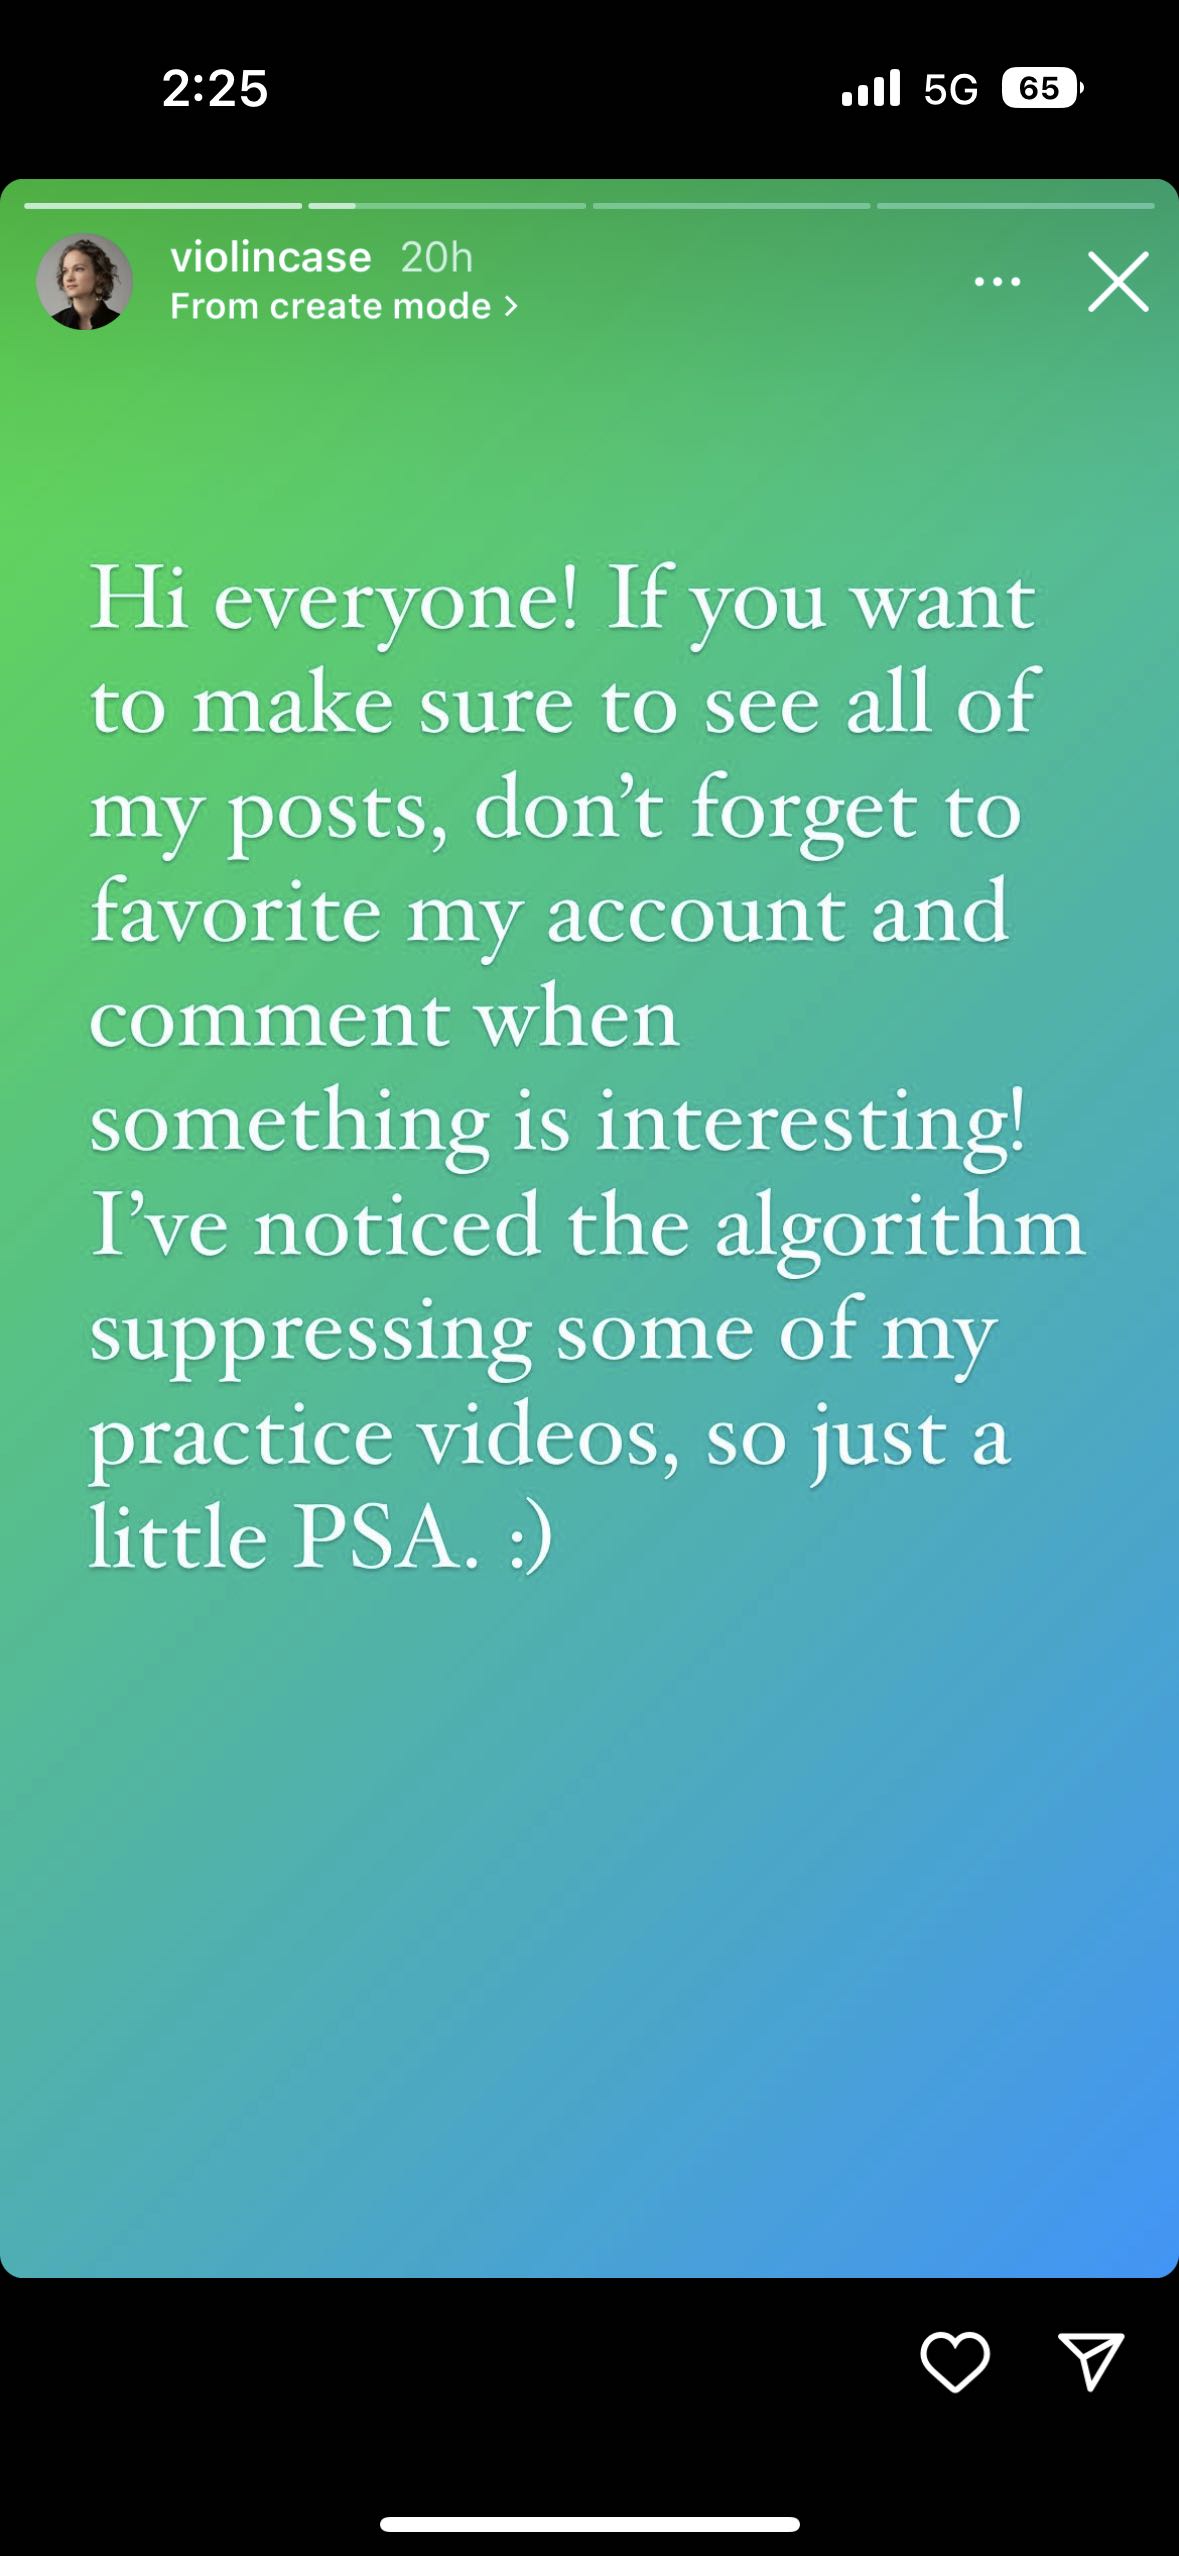 2:25
5G
65
violincase 20h
From create mode >
Hi everyone! If you want
to make sure to see all of
my posts, don’t forget to
favorite my account and
comment when
something is interesting!
I’ve noticed the algorithm
suppressing some of my
practice videos, so just a
little PSA. :)